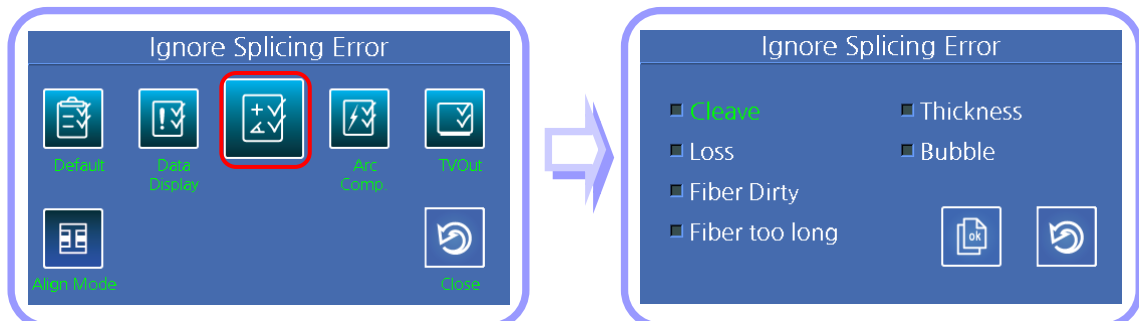 Ignore Splicing Error
Default
Data
Display
Arc
Comp.
TVOut
Align Mode
Close
Ignore Splicing Error
Cleave
Thickness
Loss
Bubble
Fiber Dirty
Fiber too long
ok